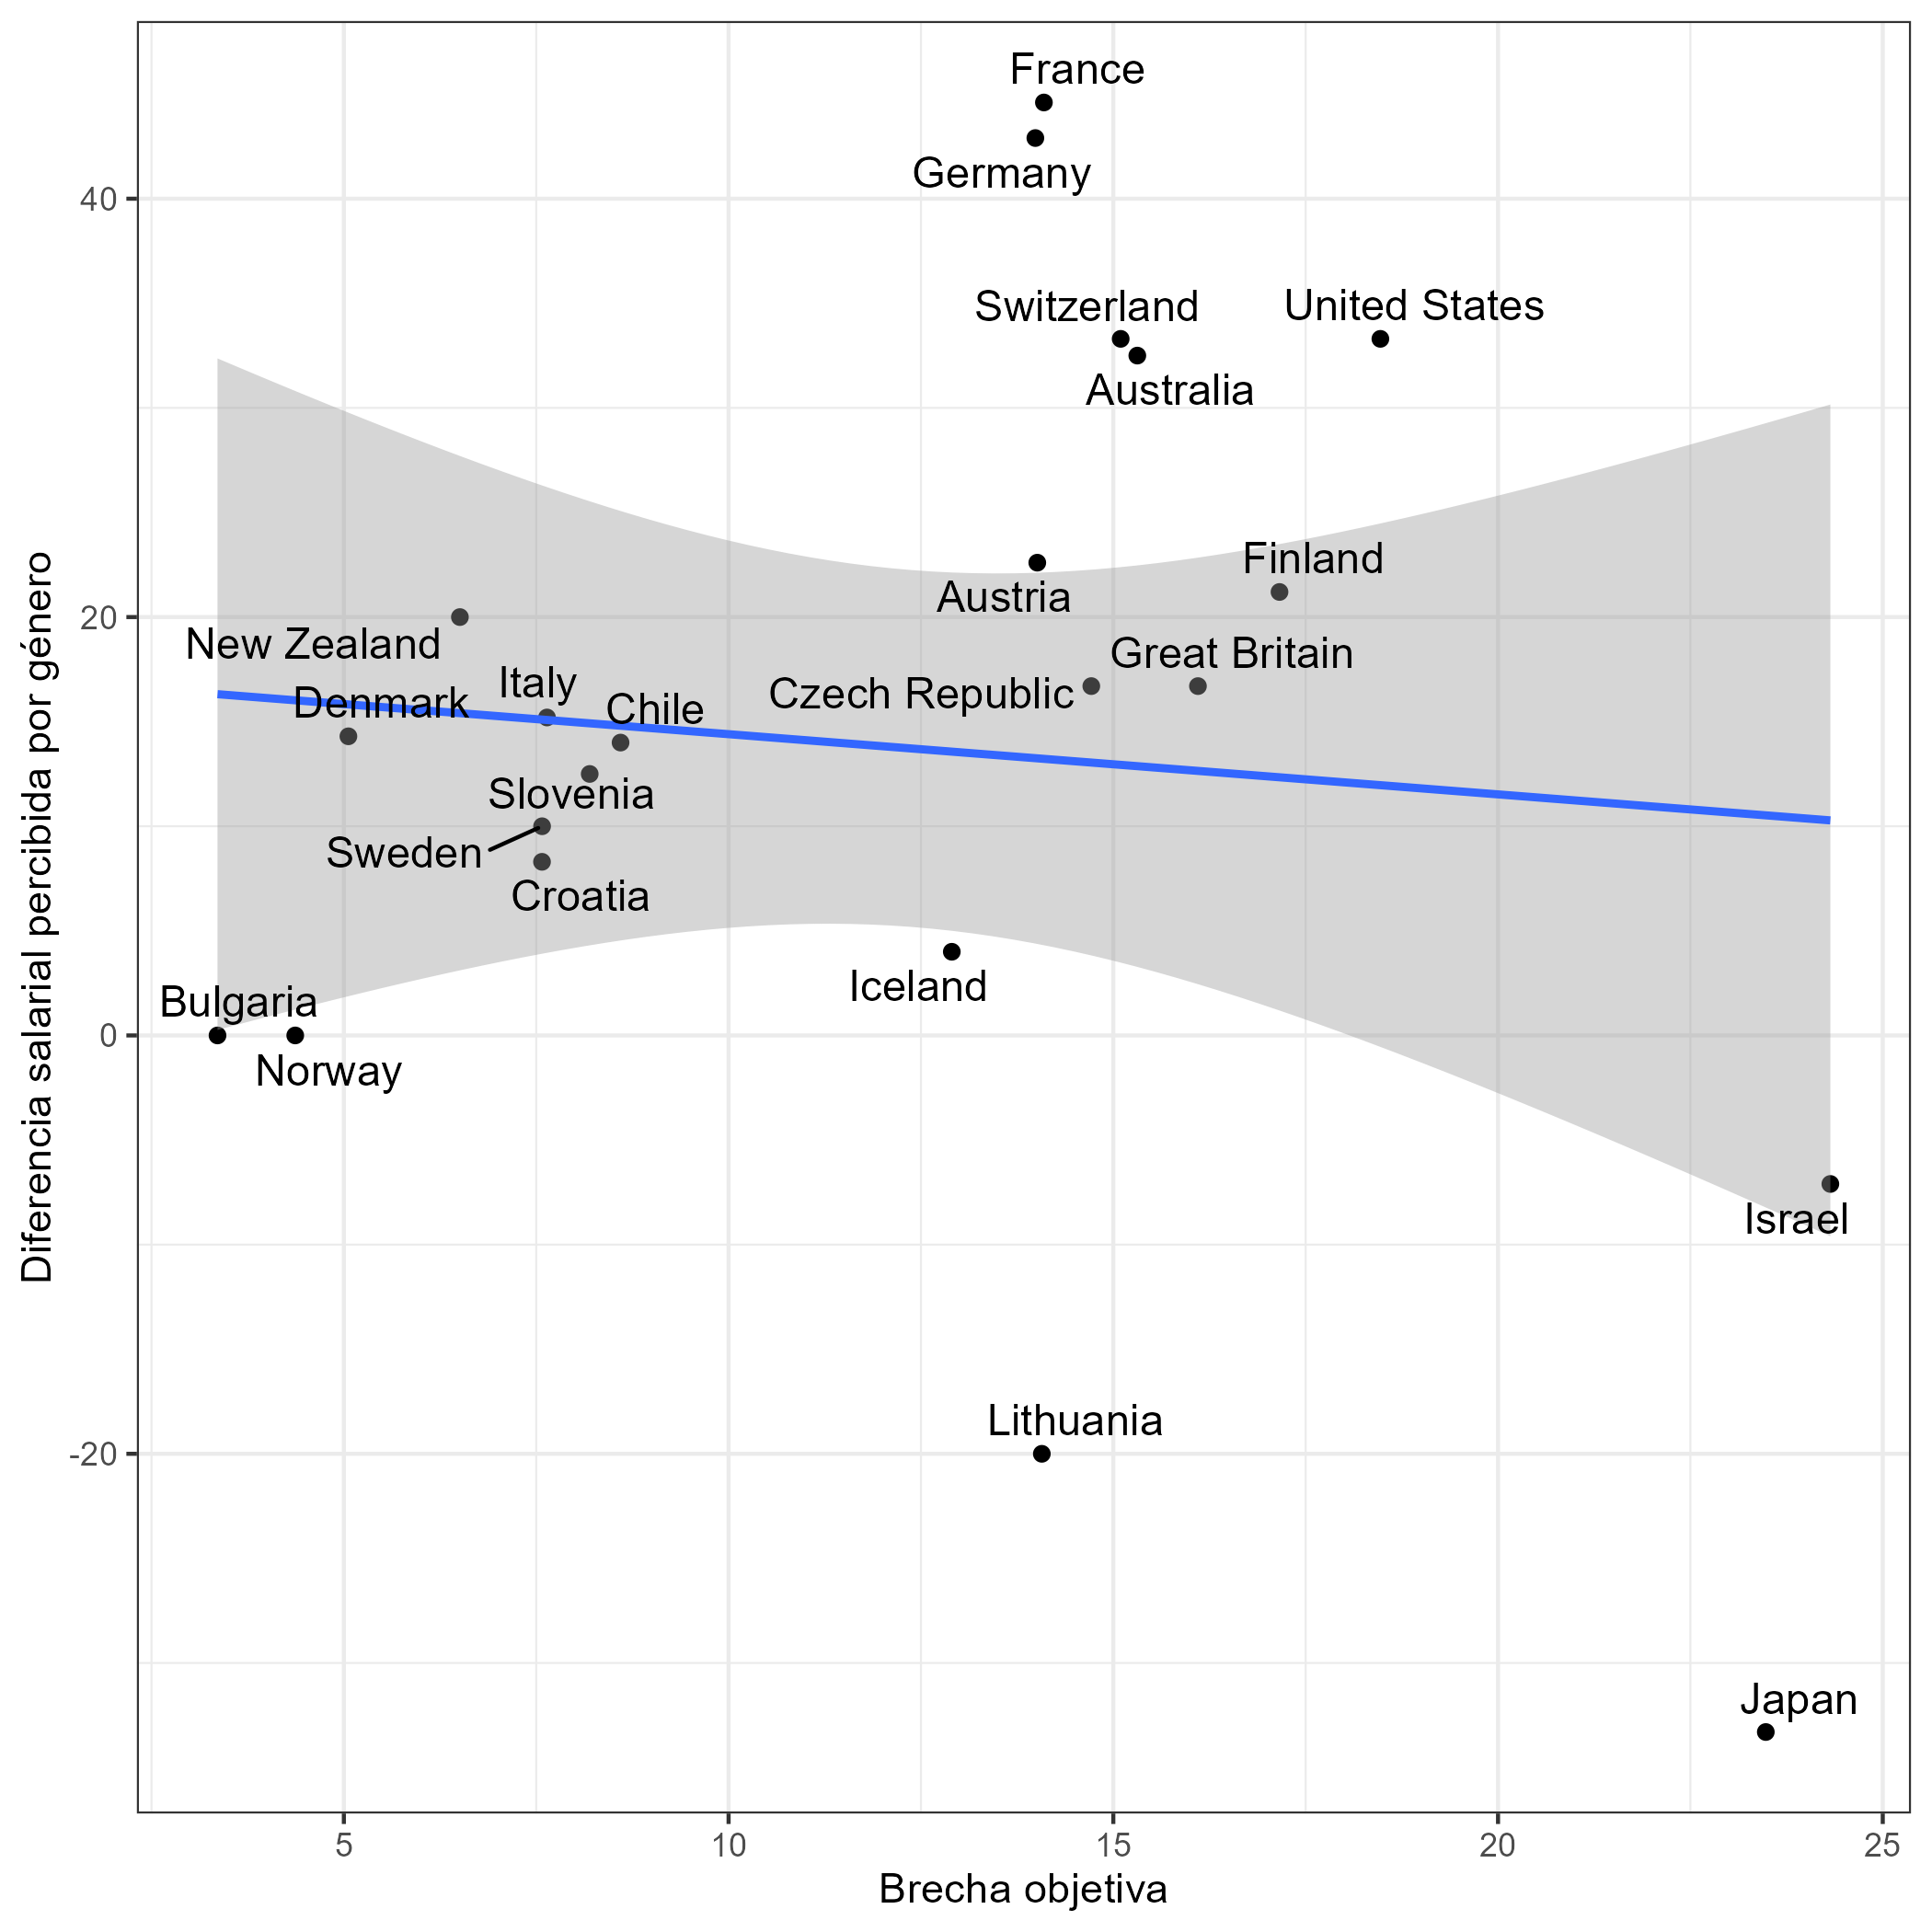 France
Germany
40
Switzerland
United States
Australia
Finland
Austria
20
New Zealand
Great Britain
Italy
Czech Republic
Denmark
Chile
Slovenia
Sweden
Croatia
Iceland
Bulgaria
0
Norway
Israel
Lithuania
-20
Japan
5
10
15
20
25
Brecha objetiva
Diferencia salarial percibida por género